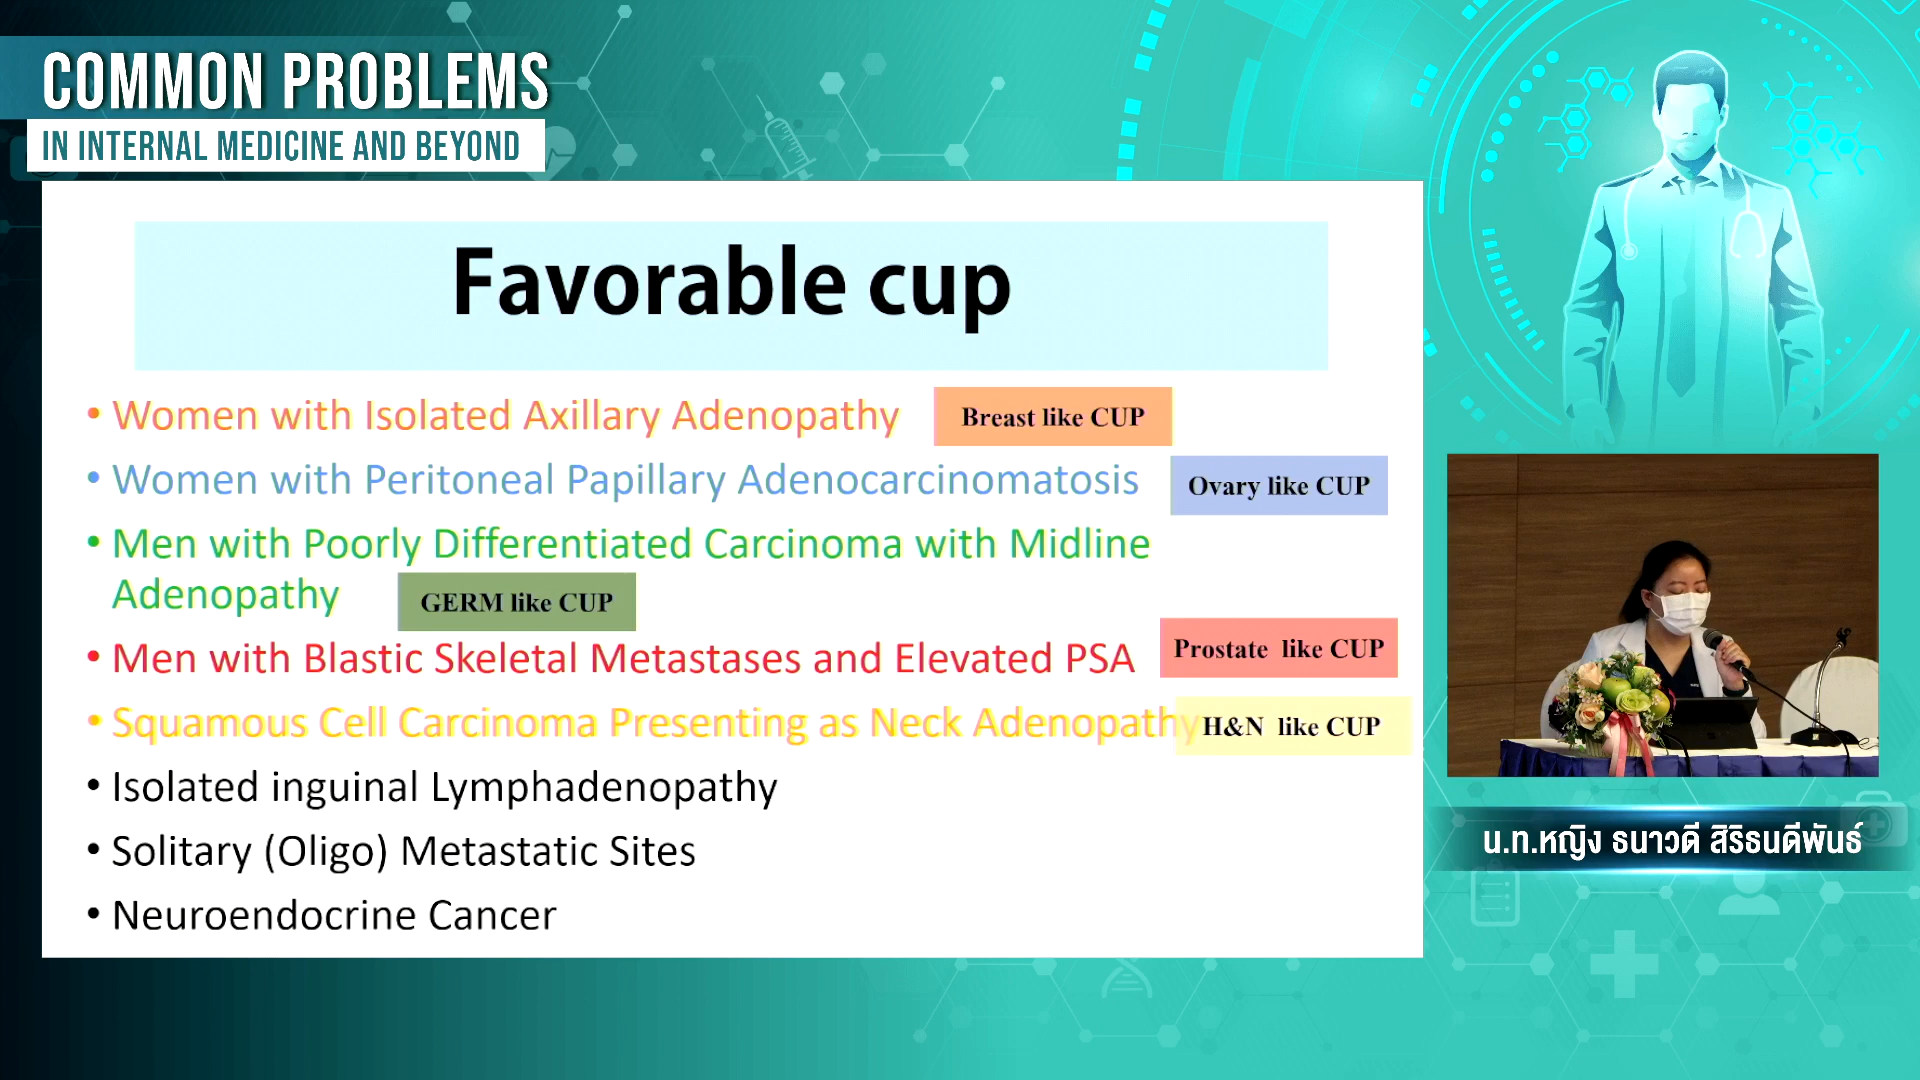 COMMON PROBLEMS
IN INTERNAL MEDICINE AND BEYOND
Favorable cup
• Women with Isolated Axillary Adenopathy Breast like CUP
• Women with Peritoneal Papillary Adenocarcinomatosis Ovary like CUP
• Men with Poorly Differentiated Carcinoma with Midline
Adenopathy GERM like CUP
• Men with Blastic Skeletal Metastases and Elevated PSA Prostate like CUP
• Squamous Cell Carcinoma Presenting as Neck Adenopathy H&N like CUP
• Isolated inguinal Lymphadenopathy
• Solitary (Oligo) Metastatic Sites
• Neuroendocrine Cancer
น.ท.หญิง ธนาวดี สิริธนดีพันธ์